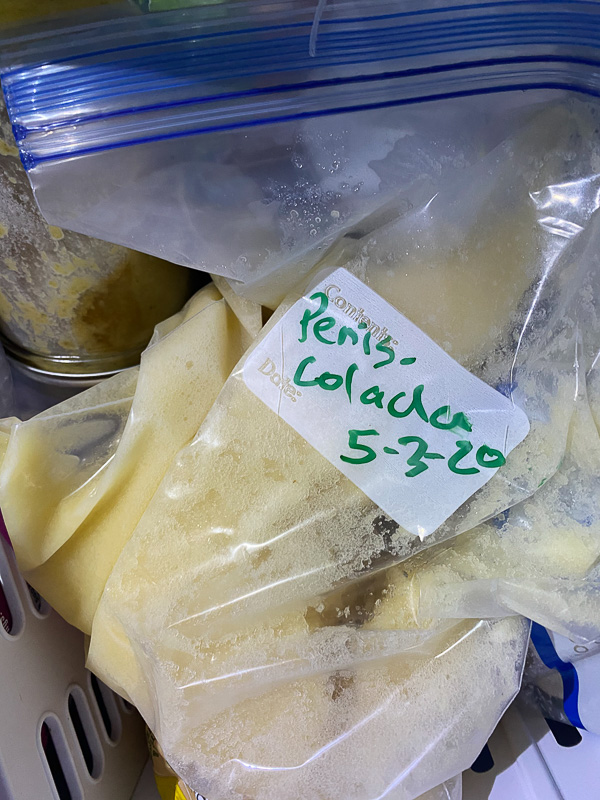 Contents:
Penis-
Colada
Date:
5-3-20